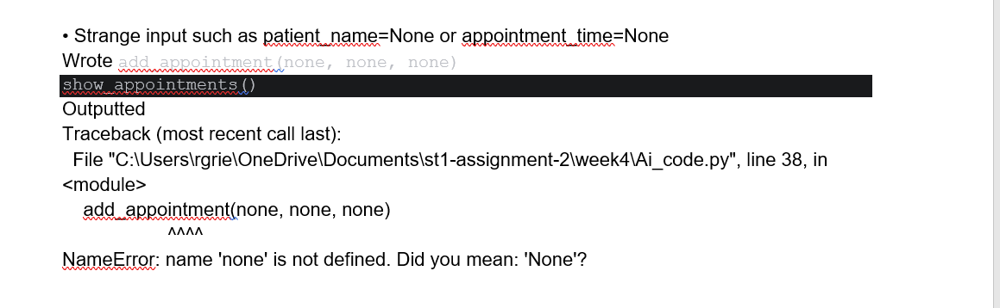 • Strange input such as patient_name=None or appointment_time=None
Wrote add_appointment(none, none, none)
show_appointments()
Outputted
Traceback (most recent call last):
File "C:\Users\rgrie\OneDrive\Documents\st1-assignment-2\week4\Ai_code.py", line 38, in
<module>
add_appointment(none, none, none)
^^^^
NameError: name 'none' is not defined. Did you mean: 'None'?